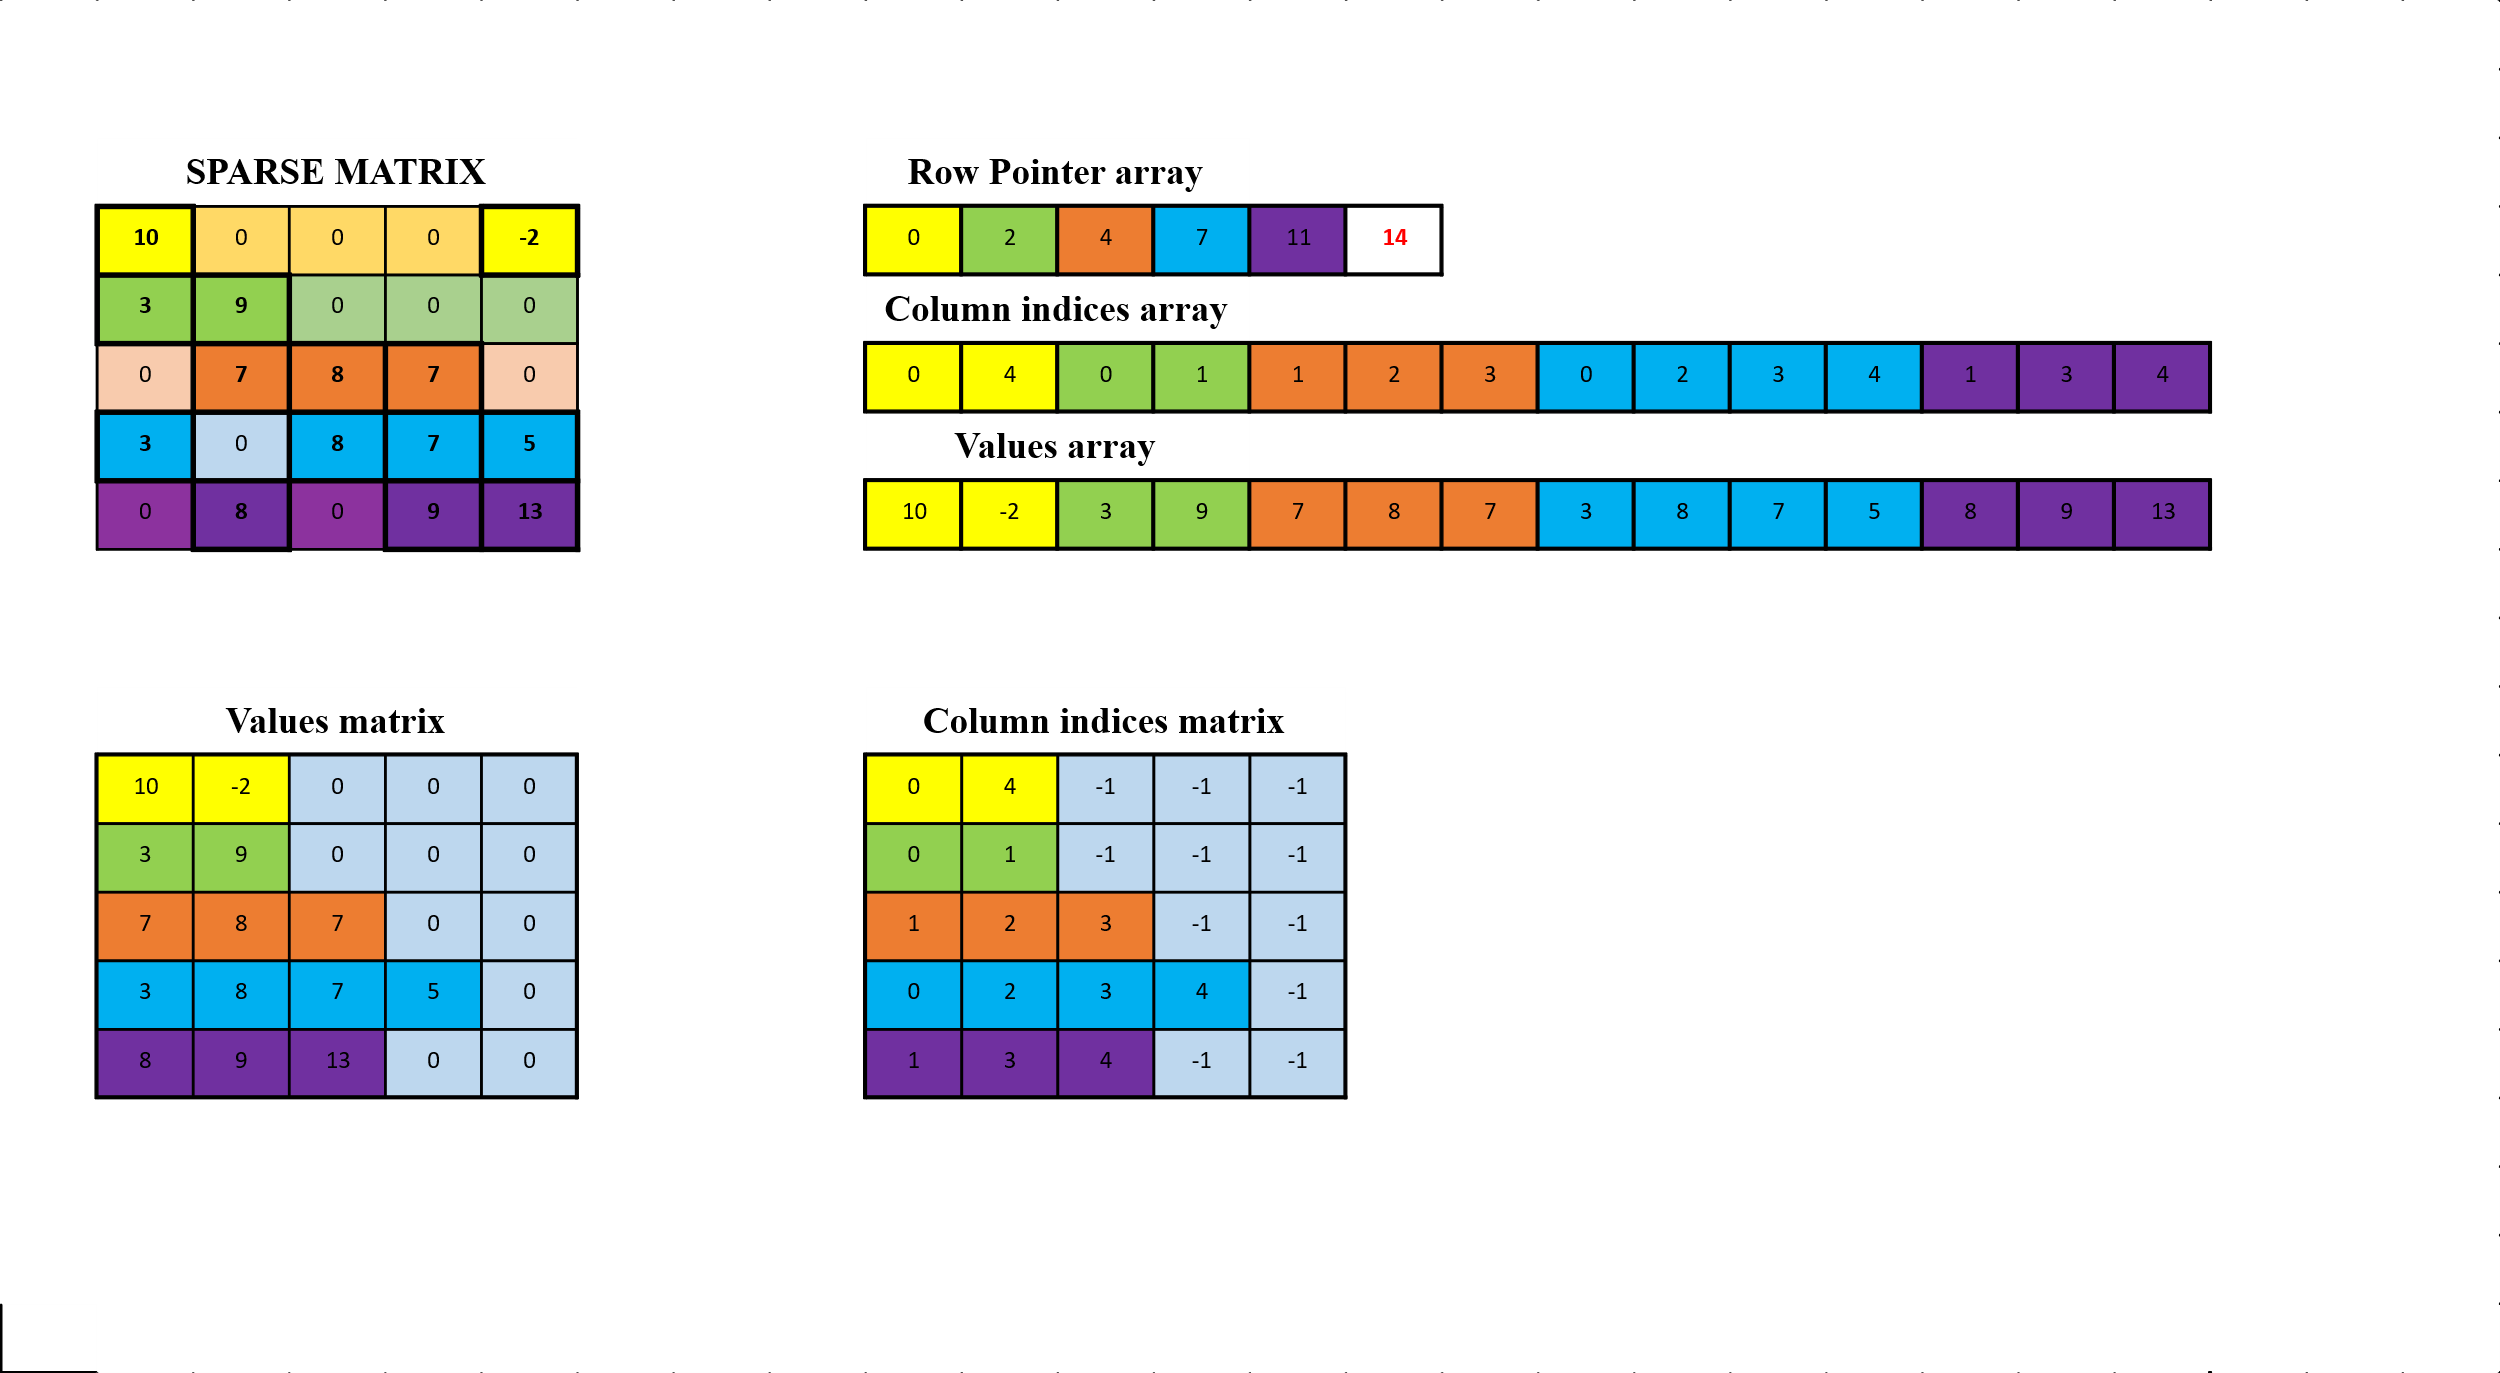 SPARSE MATRIX
10 0 0 0 -2
3 9 0 0 0
0 7 8 7 0
3 0 8 7 5
0 8 0 9 13
Row Pointer array
0 2 4 7 11 14
Column indices array
0 4 0 1 1 2 3 0 2 3 4 1 3 4
Values array
10 -2 3 9 7 8 7 3 8 7 5 8 9 13
Values matrix
10 -2 0 0 0
3 9 0 0 0
7 8 7 0 0
3 8 7 5 0
8 9 13 0 0
Column indices matrix
0 4 -1 -1 -1
0 1 -1 -1 -1
1 2 3 -1 -1
0 2 3 4 -1
1 3 4 -1 -1